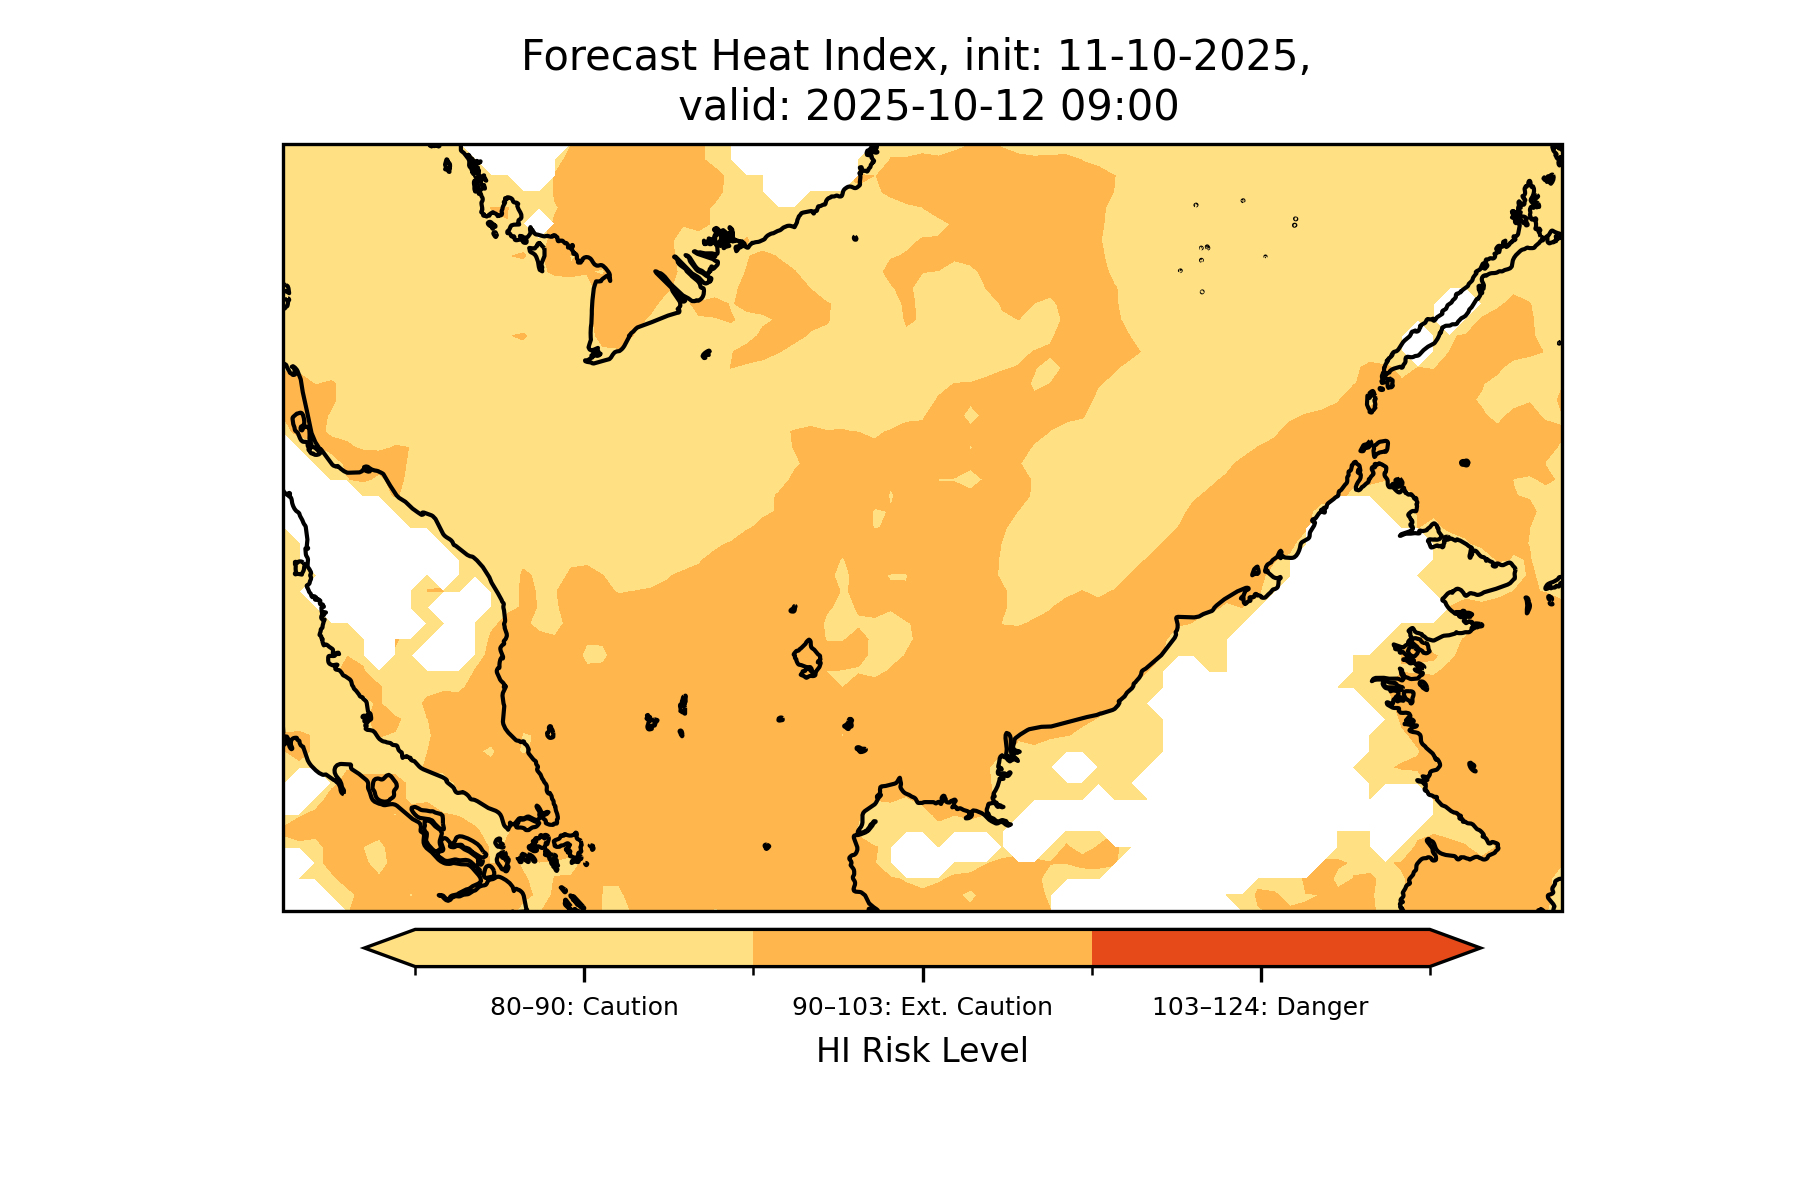 Forecast Heat Index, init: 11-10-2025,
valid: 2025-10-12 09:00
80–90: Caution
90–103: Ext. Caution
103–124: Danger
HI Risk Level